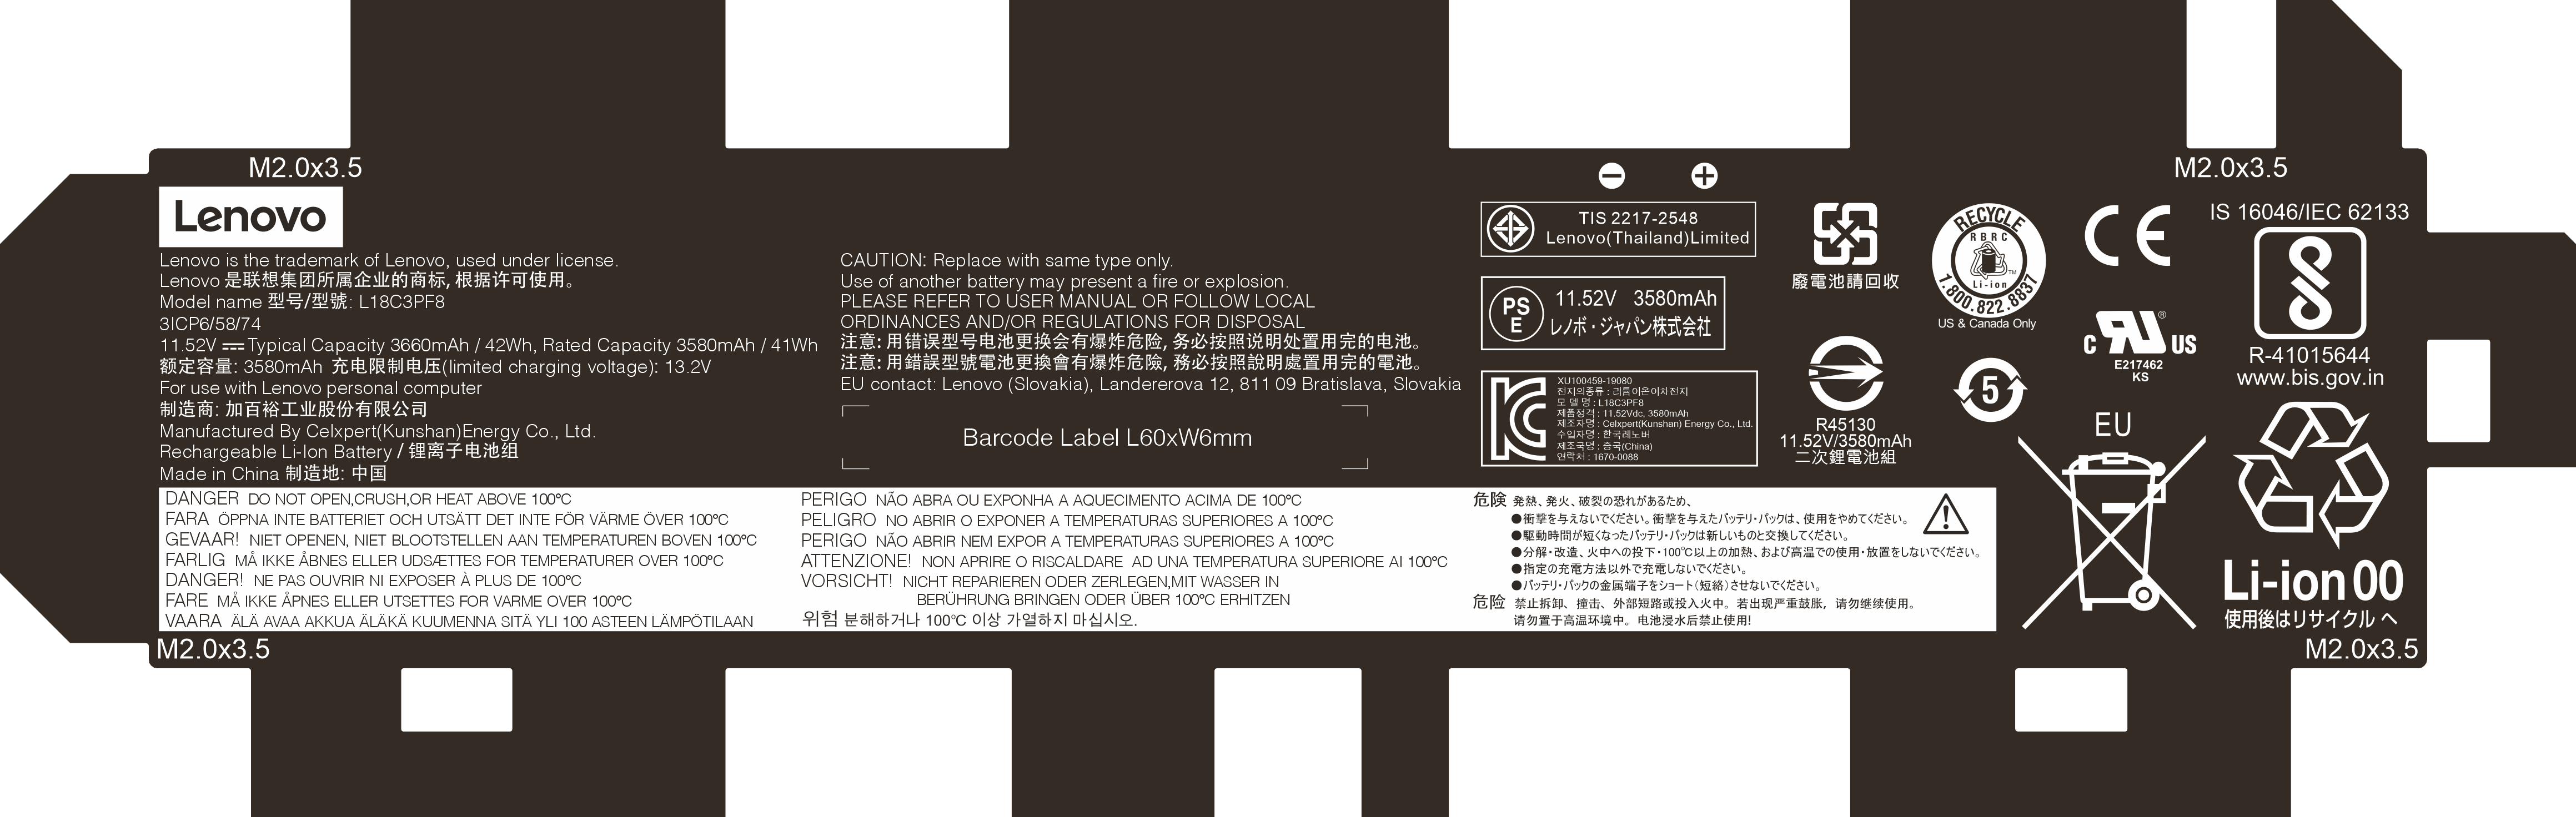 M2.0x3.5
M2.0x3.5
Lenovo
Lenovo is the trademark of Lenovo, used under license.
Lenovo 是联想集团所属企业的商标, 根据许可使用。
Model name 型号/型號: L18C3PF8
3ICP6/58/74
11.52V ⎓ Typical Capacity 3660mAh / 42Wh, Rated Capacity 3580mAh / 41Wh
额定容量: 3580mAh 充电限制电压(limited charging voltage): 13.2V
For use with Lenovo personal computer
制造商: 加百裕工业股份有限公司
Manufactured By Celxpert(Kunshan)Energy Co., Ltd.
Rechargeable Li-Ion Battery / 锂离子电池组
Made in China 制造地: 中国
CAUTION: Replace with same type only.
Use of another battery may present a fire or explosion.
PLEASE REFER TO USER MANUAL OR FOLLOW LOCAL
ORDINANCES AND/OR REGULATIONS FOR DISPOSAL
注意: 用错误型号电池更换会有爆炸危险, 务必按照说明处置用完的电池。
注意: 用錯誤型號電池更換會有爆炸危險, 務必按照說明處置用完的電池。
EU contact: Lenovo (Slovakia), Landererova 12, 811 09 Bratislava, Slovakia
Barcode Label L60xW6mm
TIS 2217-2548
Lenovo(Thailand)Limited
PS
E
11.52V 3580mAh
レノボ・ジャパン株式会社
XU100459-19080
전지의종류 : 리튬이온이차전지
모 델 명 : L18C3PF8
제품정격 : 11.52Vdc, 3580mAh
제조자명 : Celxpert(Kunshan) Energy Co., Ltd.
수입자명 : 한국레노버
제조국명 : 중국(China)
연락처 : 1670-0088
廢電池請回收
R45130
11.52V/3580mAh
二次鋰電池組
RECYCLE
RBRC
TM
Li-ion
1.800.822.8837
US & Canada Only
5
CE
C RU ® US
E217462
KS
EU
IS 16046/IEC 62133
R-41015644
www.bis.gov.in
Li-ion 00
使用後はリサイクル へ
DANGER DO NOT OPEN,CRUSH,OR HEAT ABOVE 100°C
FARA ÖPPNA INTE BATTERIET OCH UTSÄTT DET INTE FÖR VÄRME ÖVER 100°C
GEVAAR! NIET OPENEN, NIET BLOOTSTELLEN AAN TEMPERATUREN BOVEN 100°C
FARLIG MÅ IKKE ÅBNES ELLER UDSÆTTES FOR TEMPERATURER OVER 100°C
DANGER! NE PAS OUVRIR NI EXPOSER À PLUS DE 100°C
FARE MÅ IKKE ÅPNES ELLER UTSETTES FOR VARME OVER 100°C
VAARA ÄLÄ AVAA AKKUA ÄLÄKÄ KUUMENNA SITÄ YLI 100 ASTEEN LÄMPÖTILAAN
PERIGO NÃO ABRA OU EXPONHA A AQUECIMENTO ACIMA DE 100°C
PELIGRO NO ABRIR O EXPONER A TEMPERATURAS SUPERIORES A 100°C
PERIGO NÃO ABRIR NEM EXPOR A TEMPERATURAS SUPERIORES A 100°C
ATTENZIONE! NON APRIRE O RISCALDARE AD UNA TEMPERATURA SUPERIORE AI 100°C
VORSICHT! NICHT REPARIEREN ODER ZERLEGEN,MIT WASSER IN
BERÜHRUNG BRINGEN ODER ÜBER 100°C ERHITZEN
위험 분해하거나 100℃ 이상 가열하지 마십시오.
危険 発熱、発火、破裂の恐れがあるため、
●衝撃を与えないでください。衝撃を与えたバッテリ・パックは、使用をやめてください。
●駆動時間が短くなったバッテリ・パックは新しいものと交換してください。
●分解・改造、火中への投下・100℃以上の加熱、および高温での使用・放置をしないでください。
●指定の充電方法以外で充電しないでください。
●バッテリ・パックの金属端子をショート(短絡)させないでください。
危险 禁止拆卸、撞击、外部短路或投入火中。若出现严重鼓胀，请勿继续使用。
请勿置于高温环境中。电池浸水后禁止使用!
M2.0x3.5
M2.0x3.5